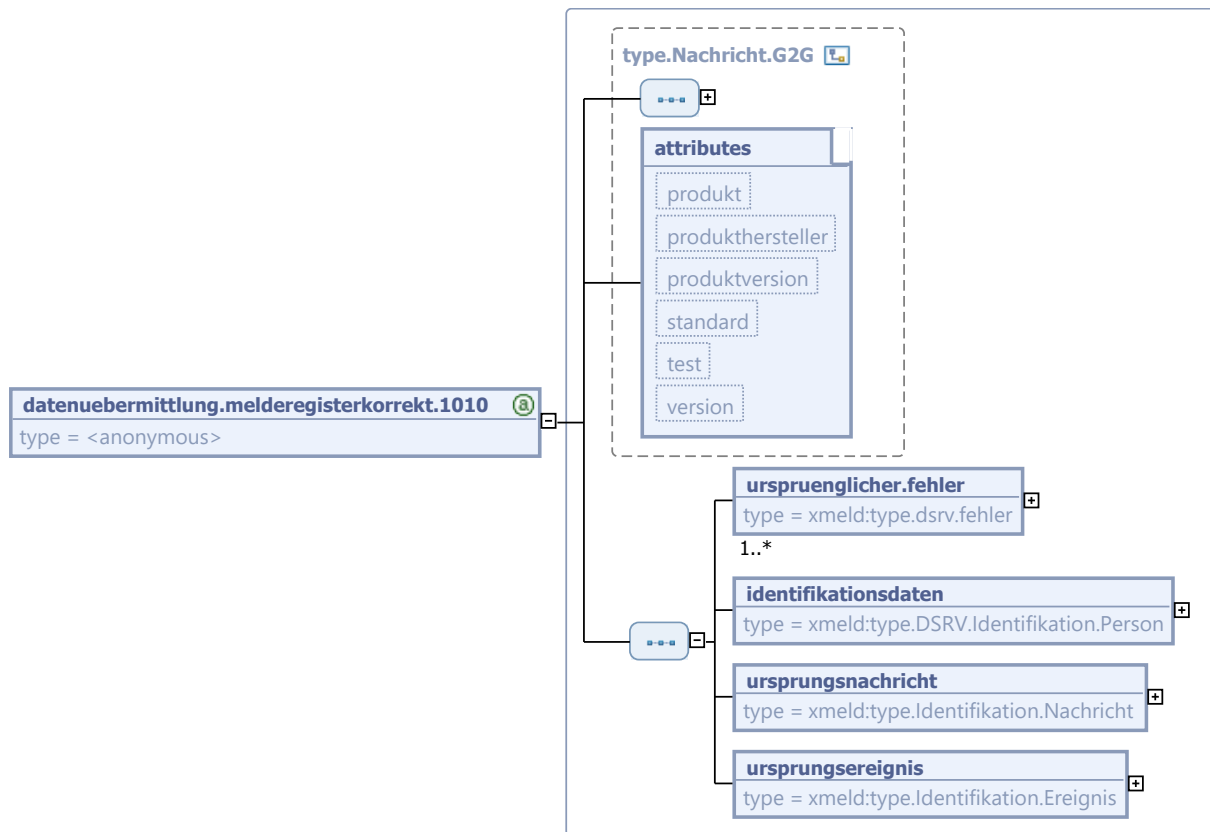 type.Nachricht.G2G
attributes
produkt
produkthersteller
produktversion
standard
test
version
datenuebermittlung.melderegisterkorrekt.1010 a
type = <anonymous>
urspruenglicher.fehler
type = xmeld:type.dsrv.fehler
1..*
identifikationsdaten
type = xmeld:type.DSRV.Identifikation.Person
ursprungsnachricht
type = xmeld:type.Identifikation.Nachricht
ursprungsereignis
type = xmeld:type.Identifikation.Ereignis